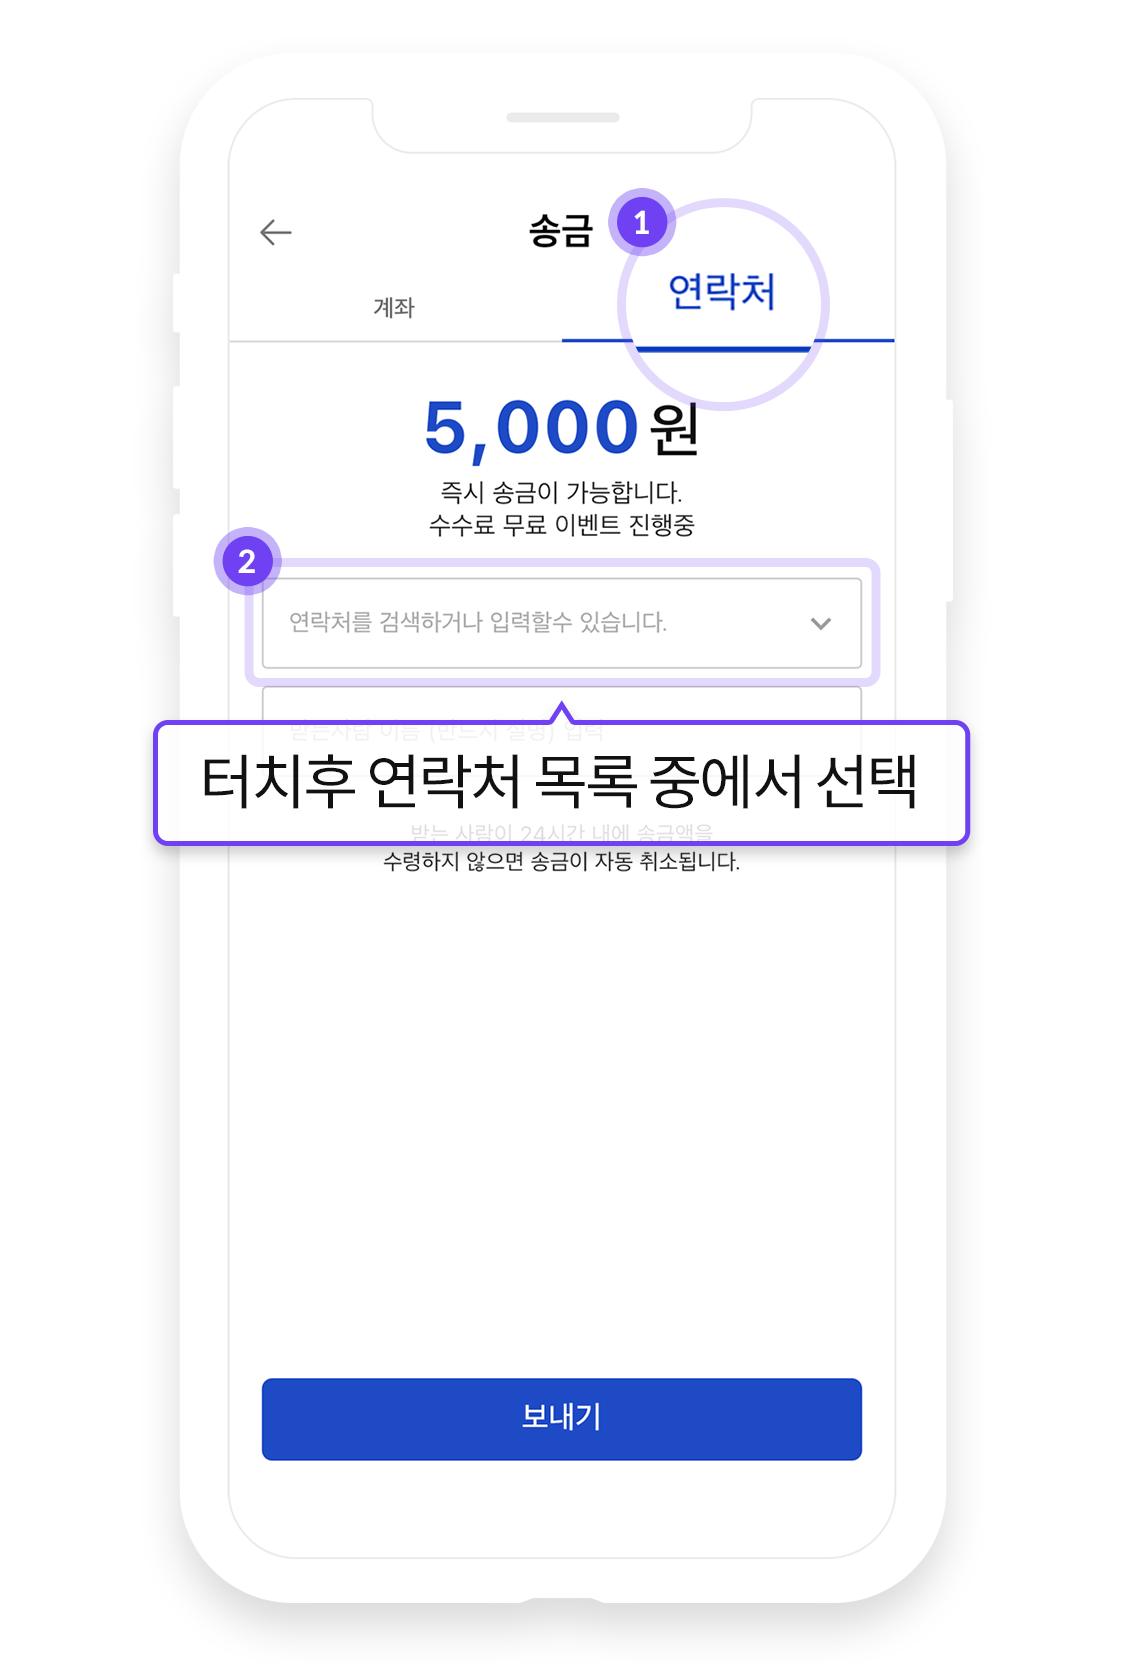 송금
1
계좌
연락처
5,000원
즉시 송금이 가능합니다.
수수료 무료 이벤트 진행중
2
연락처를 검색하거나 입력할수 있습니다.
받는사람 이름 (반드시 실명) 입력
터치후 연락처 목록 중에서 선택
받는 사람이 24시간 내에 송금액을
수령하지 않으면 송금이 자동 취소됩니다.
보내기